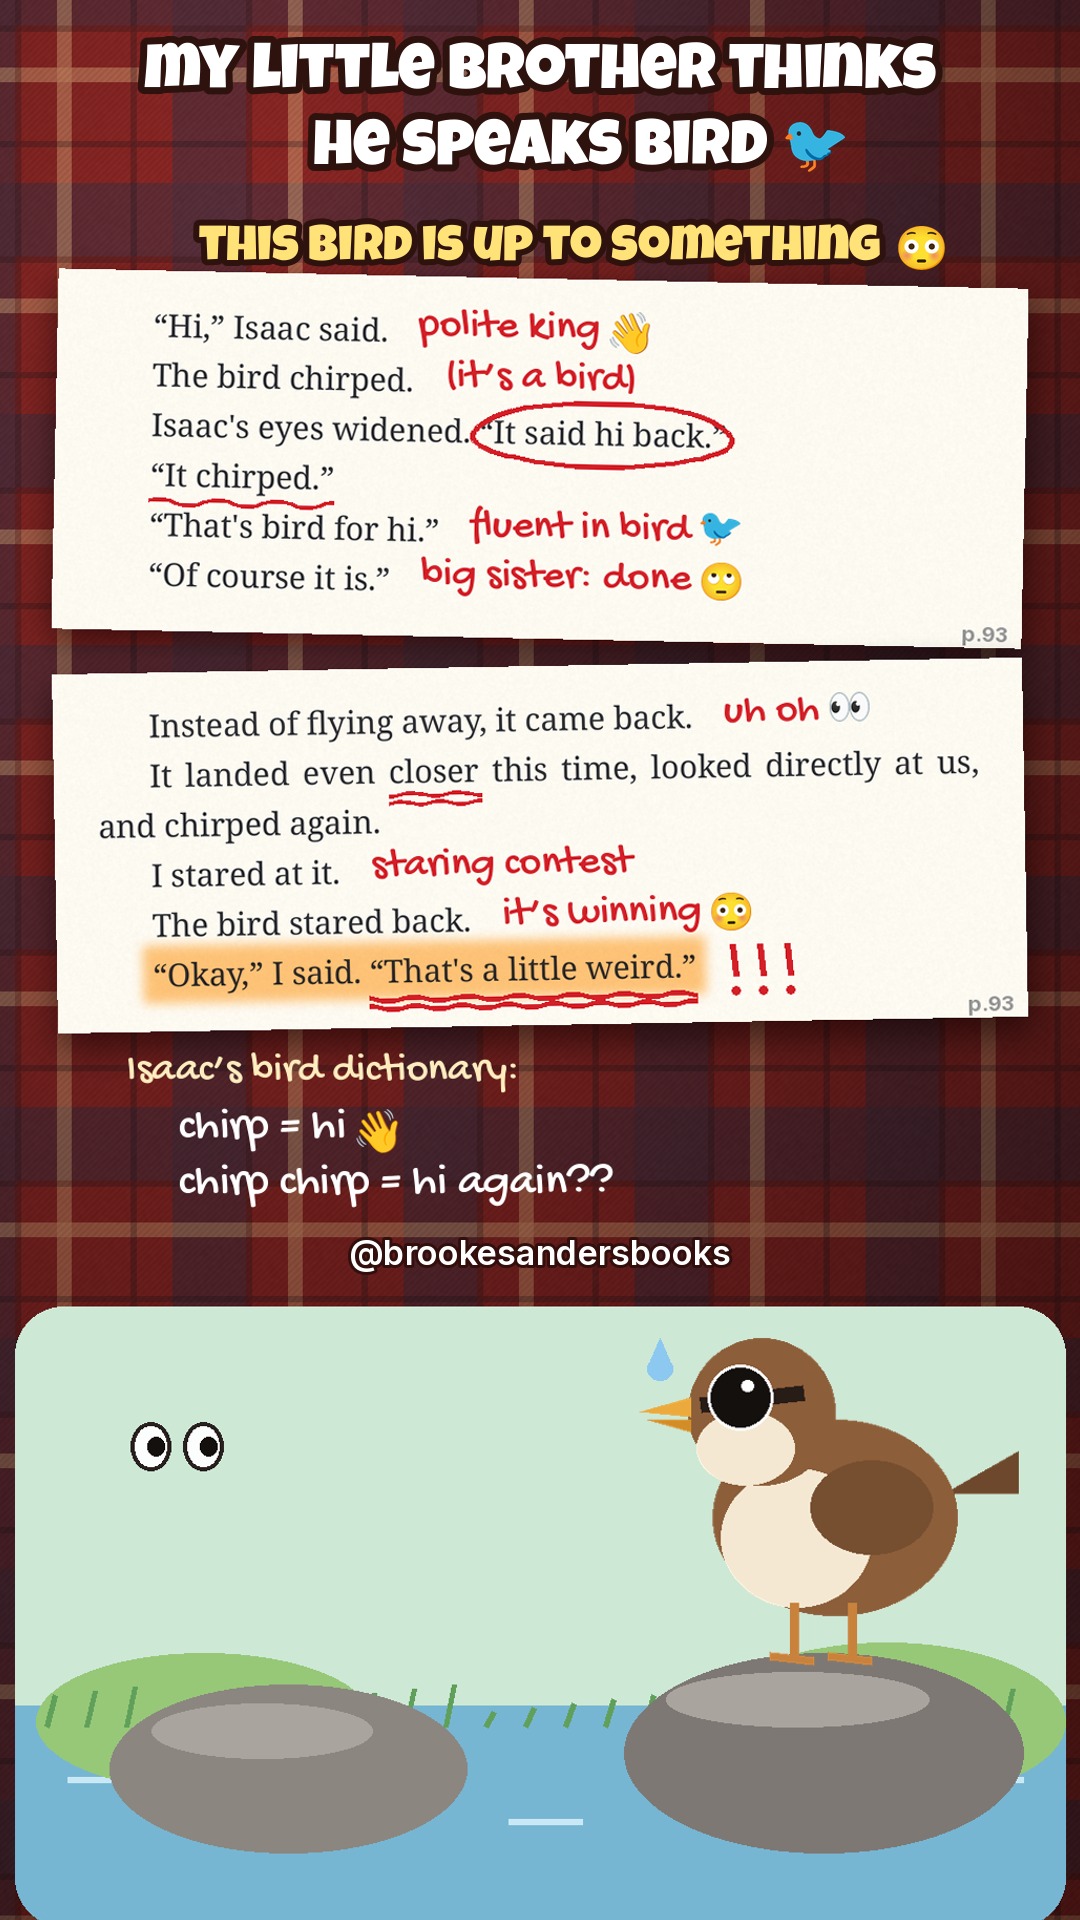 MY LITTLE BROTHER THINKS
HE SPEAKS BIRD 🐦
THIS BIRD IS UP TO SOMETHING 😳
“Hi,” Isaac said. polite king 👋
The bird chirped. (it's a bird)
Isaac's eyes widened. “It said hi back.”
“It chirped.”
“That's bird for hi.” fluent in bird 🐦
“Of course it is.” big sister: done 🙄
p.93
Instead of flying away, it came back. uh oh 👀
It landed even closer this time, looked directly at us,
and chirped again.
I stared at it. staring contest
The bird stared back. it's winning 😳
“Okay,” I said. “That's a little weird.” !!!
p.93
Isaac's bird dictionary:
chirp = hi 👋
chirp chirp = hi again??
@brookesandersbooks